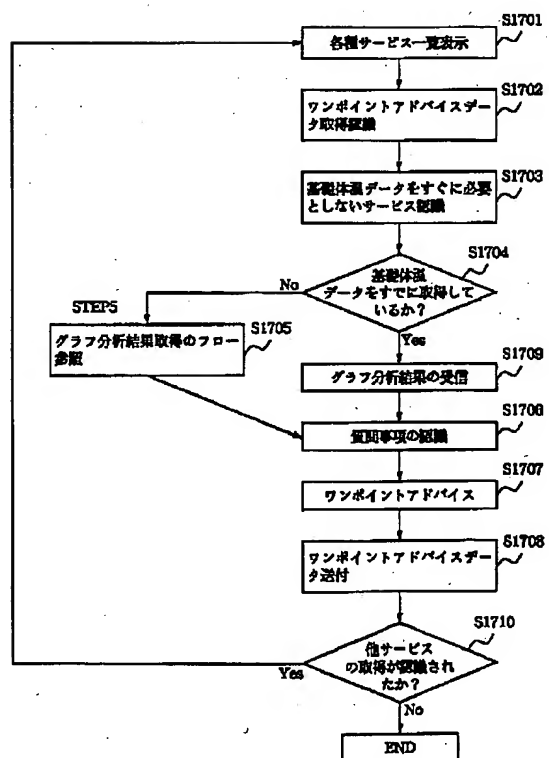 S1701
各種サービス一覧表示
S1702
ワンポイントアドバイスデー
タ取得認識
S1703
基礎体温データをすぐに必要
としないサービス認識
S1704
基礎体温
データをすでに取得して
いるか?
No
Yes
STEP5
S1705
グラフ分析結果取得のフロー
参照
S1709
グラフ分析結果の受信
S1706
質問事項の認識
S1707
ワンポイントアドバイス
S1708
ワンポイントアドバイスデー
タ送付
S1710
他サービス
の取得が認識され
たか?
Yes
No
END